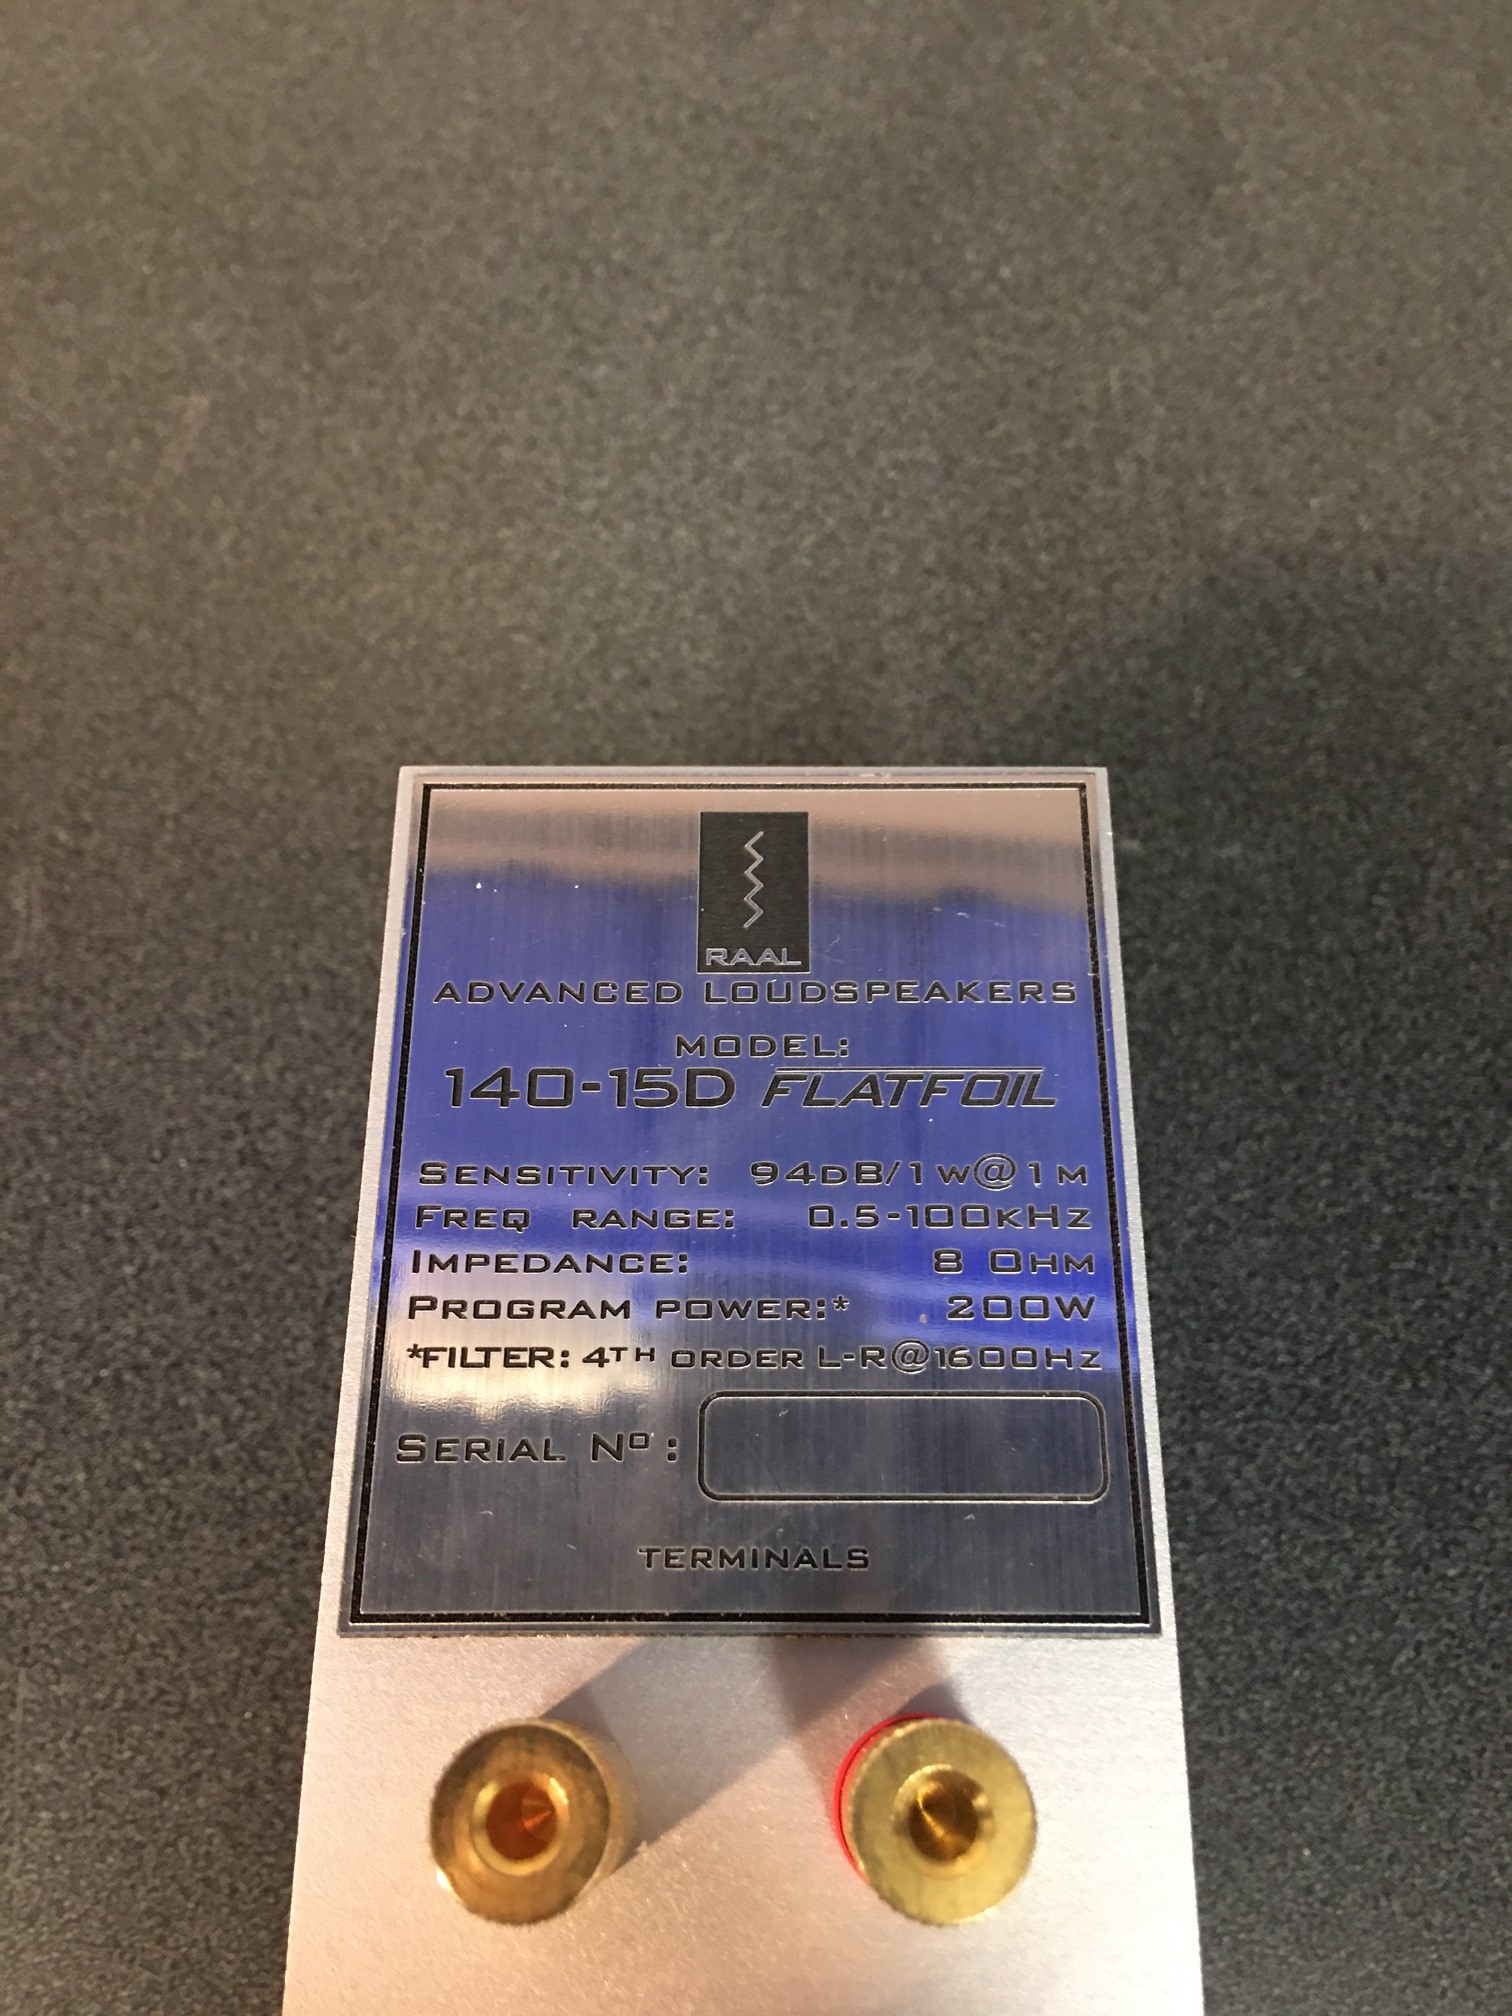 RAAL
ADVANCED LOUDSPEAKERS
MODEL:
140-15D FLATFOIL
SENSITIVITY: 94dB/1W@1M
FREQ RANGE: 0.5-100KHZ
IMPEDANCE: 8 OHM
PROGRAM POWER:* 200W
*FILTER: 4TH ORDER L-R@1600HZ
SERIAL Nº:
TERMINALS